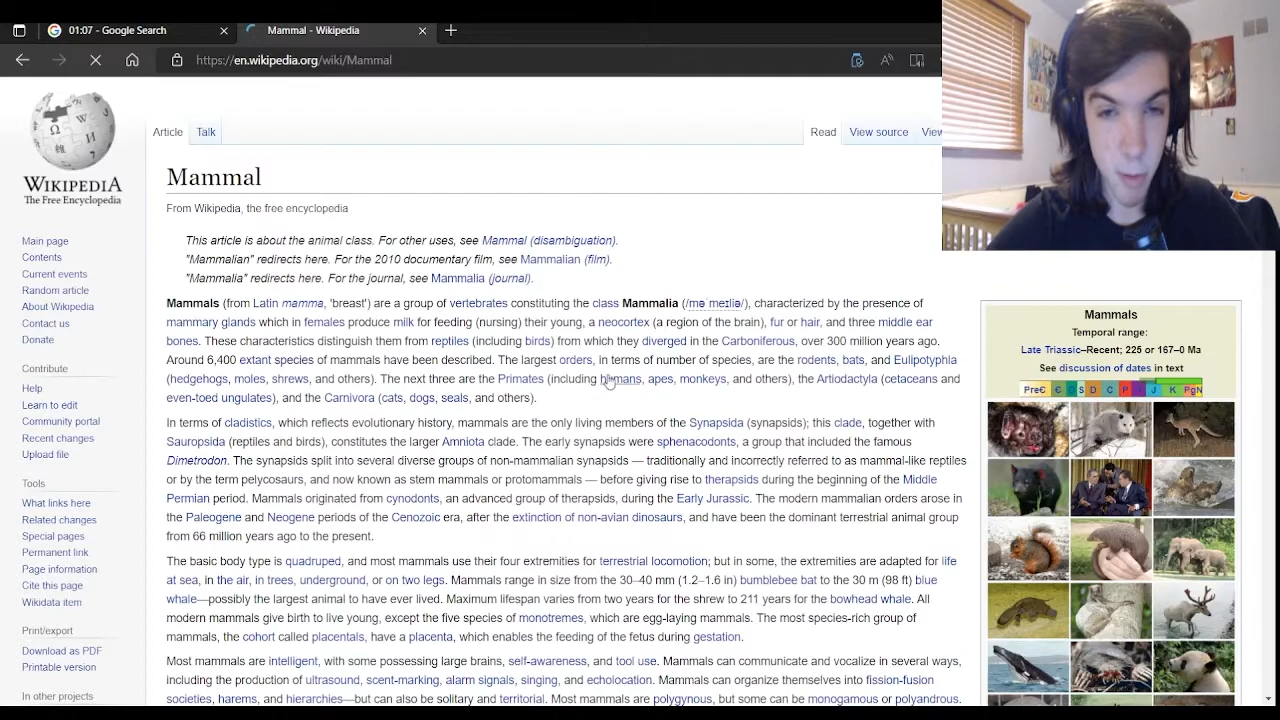 01:07 - Google Search
Mammal - Wikipedia
https://en.wikipedia.org/wiki/Mammal
WIKIPEDIA
The Free Encyclopedia
Main page
Contents
Current events
Random article
About Wikipedia
Contact us
Donate
Contribute
Help
Learn to edit
Community portal
Recent changes
Upload file
Tools
What links here
Related changes
Special pages
Permanent link
Page information
Cite this page
Wikidata item
Print/export
Download as PDF
Printable version
In other projects
Article Talk
Read View source View
Mammal
From Wikipedia, the free encyclopedia
This article is about the animal class. For other uses, see Mammal (disambiguation).
"Mammalian" redirects here. For the 2010 documentary film, see Mammalian (film).
"Mammalia" redirects here. For the journal, see Mammalia (journal).
Mammals (from Latin mamma, 'breast') are a group of vertebrates constituting the class Mammalia (/məˈmeɪliə/), characterized by the presence of
mammary glands which in females produce milk for feeding (nursing) their young, a neocortex (a region of the brain), fur or hair, and three middle ear
bones. These characteristics distinguish them from reptiles (including birds) from which they diverged in the Carboniferous, over 300 million years ago.
Around 6,400 extant species of mammals have been described. The largest orders, in terms of number of species, are the rodents, bats, and Eulipotyphla
(hedgehogs, moles, shrews, and others). The next three are the Primates (including humans, apes, monkeys, and others), the Artiodactyla (cetaceans and
even-toed ungulates), and the Carnivora (cats, dogs, seals, and others).
In terms of cladistics, which reflects evolutionary history, mammals are the only living members of the Synapsida (synapsids); this clade, together with
Sauropsida (reptiles and birds), constitutes the larger Amniota clade. The early synapsids were sphenacodonts, a group that included the famous
Dimetrodon. The synapsids split into several diverse groups of non-mammalian synapsids — traditionally and incorrectly referred to as mammal-like reptiles
or by the term pelycosaurs, and now known as stem mammals or protomammals — before giving rise to therapsids during the beginning of the Middle
Permian period. Mammals originated from cynodonts, an advanced group of therapsids, during the Early Jurassic. The modern mammalian orders arose in
the Paleogene and Neogene periods of the Cenozoic era, after the extinction of non-avian dinosaurs, and have been the dominant terrestrial animal group
from 66 million years ago to the present.
The basic body type is quadruped, and most mammals use their four extremities for terrestrial locomotion; but in some, the extremities are adapted for life
at sea, in the air, in trees, underground, or on two legs. Mammals range in size from the 30–40 mm (1.2–1.6 in) bumblebee bat to the 30 m (98 ft) blue
whale—possibly the largest animal to have ever lived. Maximum lifespan varies from two years for the shrew to 211 years for the bowhead whale. All
modern mammals give birth to live young, except the five species of monotremes, which are egg-laying mammals. The most species-rich group of
mammals, the cohort called placentals, have a placenta, which enables the feeding of the fetus during gestation.
Most mammals are intelligent, with some possessing large brains, self-awareness, and tool use. Mammals can communicate and vocalize in several ways,
including the production of ultrasound, scent-marking, alarm signals, singing, and echolocation. Mammals can organize themselves into fission-fusion
societies, harems, and hierarchies—but can also be solitary and territorial. Most mammals are polygynous, but some can be monogamous or polyandrous.
Mammals
Temporal range:
Late Triassic–Recent; 225 or 167–0 Ma
See discussion of dates in text
PreꞒ Ꞓ O S D C P T J K PgN